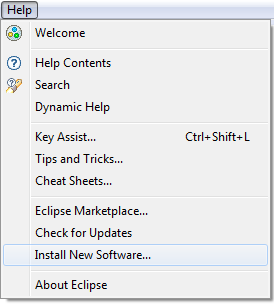 Help
Welcome
Help Contents
Search
Dynamic Help
Key Assist... Ctrl+Shift+L
Tips and Tricks...
Cheat Sheets...
Eclipse Marketplace...
Check for Updates
Install New Software...
About Eclipse